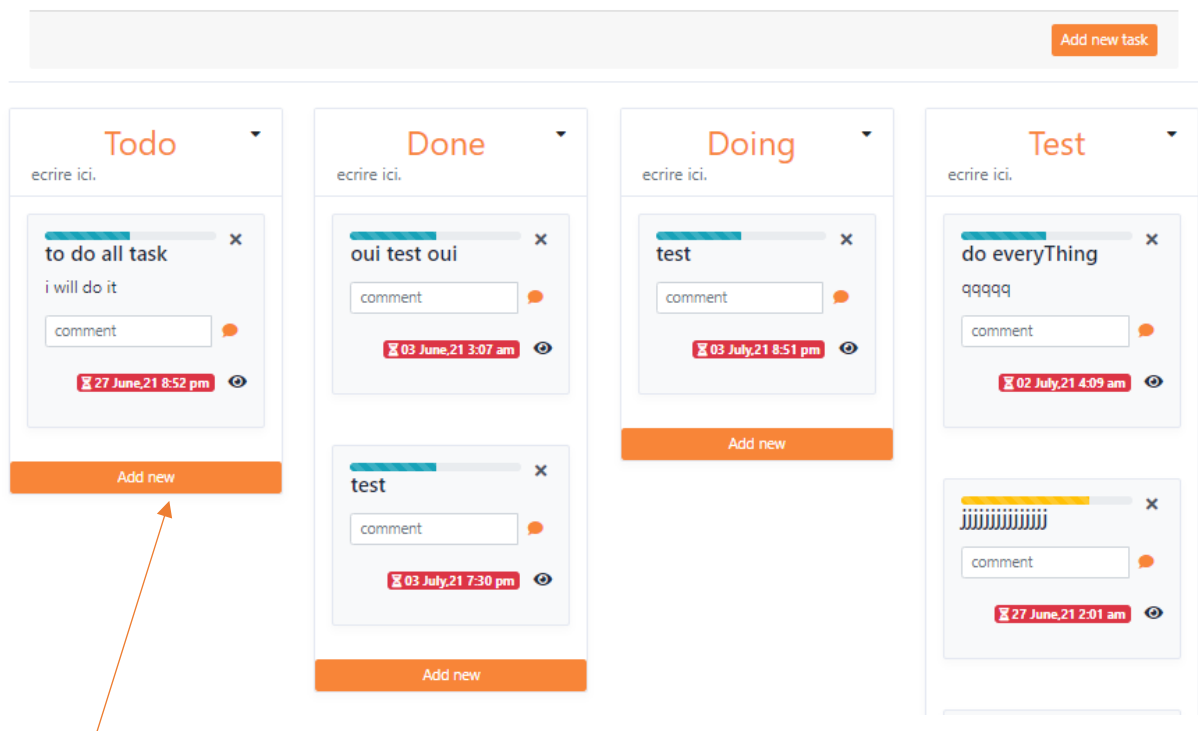 Add new task
Todo
ecrire ici.
to do all task
i will do it
comment
27 June,21 8:52 pm
Add new
Done
ecrire ici.
oui test oui
comment
03 June,21 3:07 am
test
comment
03 July,21 7:30 pm
Add new
Doing
ecrire ici.
test
comment
03 July,21 8:51 pm
Add new
Test
ecrire ici.
do everyThing
qqqqq
comment
02 July,21 4:09 am
jjjjjjjjjjjjjjj
comment
27 June,21 2:01 am